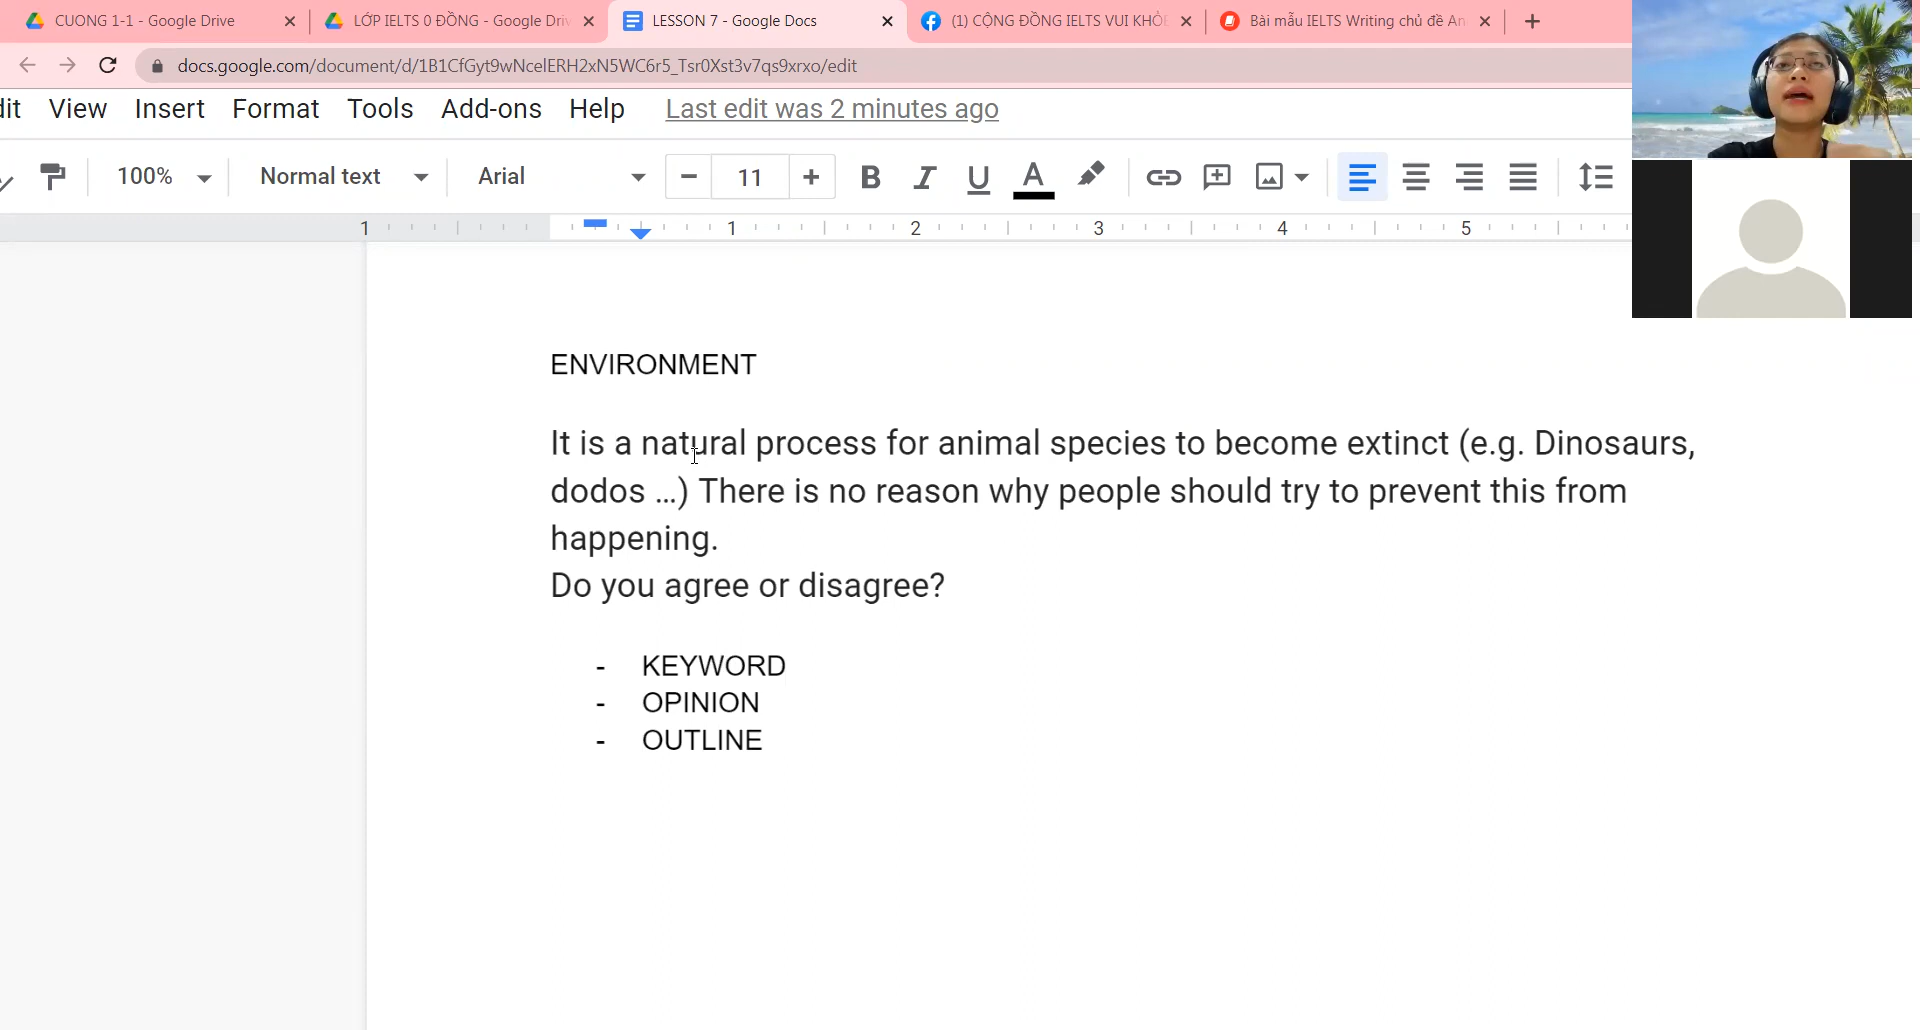 CUONG 1-1 - Google Drive
LỚP IELTS 0 ĐỒNG - Google Driv
LESSON 7 - Google Docs
(1) CỘNG ĐỒNG IELTS VUI KHỎE
Bài mẫu IELTS Writing chủ đề An
docs.google.com/document/d/1B1CfGyt9wNcelERH2xN5WC6r5_Tsr0Xst3v7qs9xrxo/edit
dit View Insert Format Tools Add-ons Help Last edit was 2 minutes ago
100% Normal text Arial 11 B I U A
1 1 2 3 4 5
ENVIRONMENT
It is a natural process for animal species to become extinct (e.g. Dinosaurs,
dodos ...) There is no reason why people should try to prevent this from
happening.
Do you agree or disagree?
- KEYWORD
- OPINION
- OUTLINE